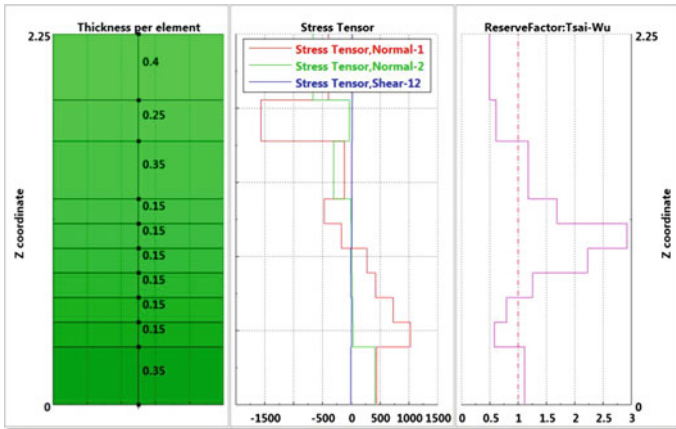 Thickness per element
2.25
0.4
0.25
0.35
0.15
0.15
0.15
0.15
0.15
0.15
0.35
0
Z coordinate
Stress Tensor
Stress Tensor,Normal-1
Stress Tensor,Normal-2
Stress Tensor,Shear-12
-1500 -500 0 500 1000 1500
ReserveFactor:Tsai-Wu
2.25
Z coordinate
0
0 0.5 1 1.5 2 2.5 3